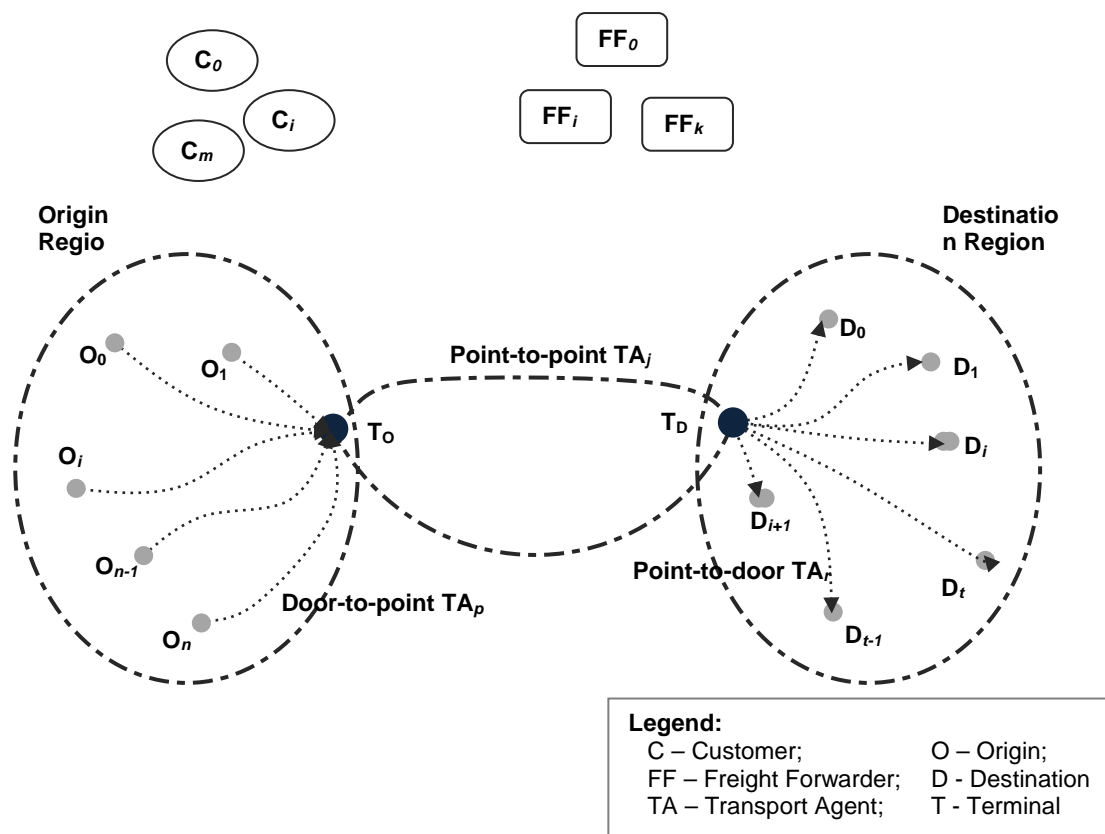 C0
FF0
Ci
FFi
FFk
Cm
Origin
Regio
Destinatio
n Region
O0
O1
Point-to-point TAj
D0
D1
TO
TD
Oi
Di
Di+1
On-1
Point-to-door TAr
Dt
Door-to-point TAp
On
Dt-1
Legend:
C – Customer; O – Origin;
FF – Freight Forwarder; D - Destination
TA – Transport Agent; T - Terminal